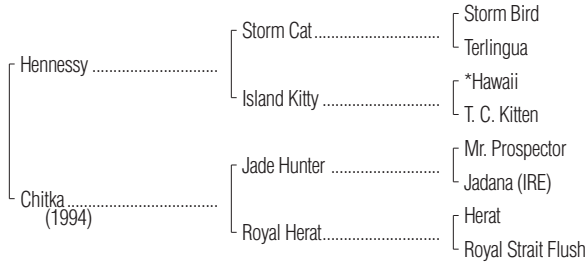 Storm Bird
Storm Cat
Terlingua
Hennessy
*Hawaii
Island Kitty
T. C. Kitten
Mr. Prospector
Jade Hunter
Jadana (IRE)
Chitka
(1994)
Herat
Royal Herat
Royal Strait Flush